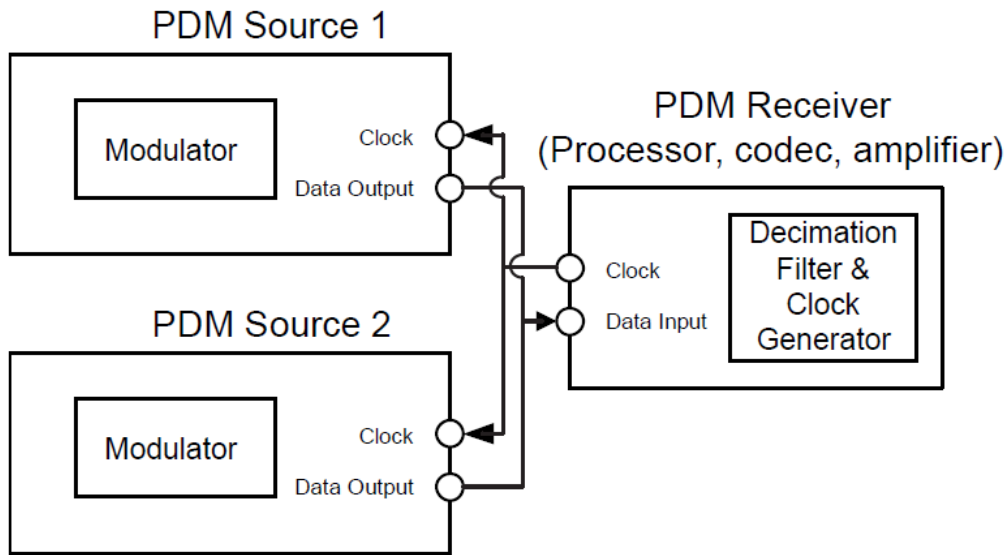 PDM Source 1
Modulator
Clock
Data Output
PDM Receiver
(Processor, codec, amplifier)
Clock
Data Input
Decimation
Filter &
Clock
Generator
PDM Source 2
Modulator
Clock
Data Output